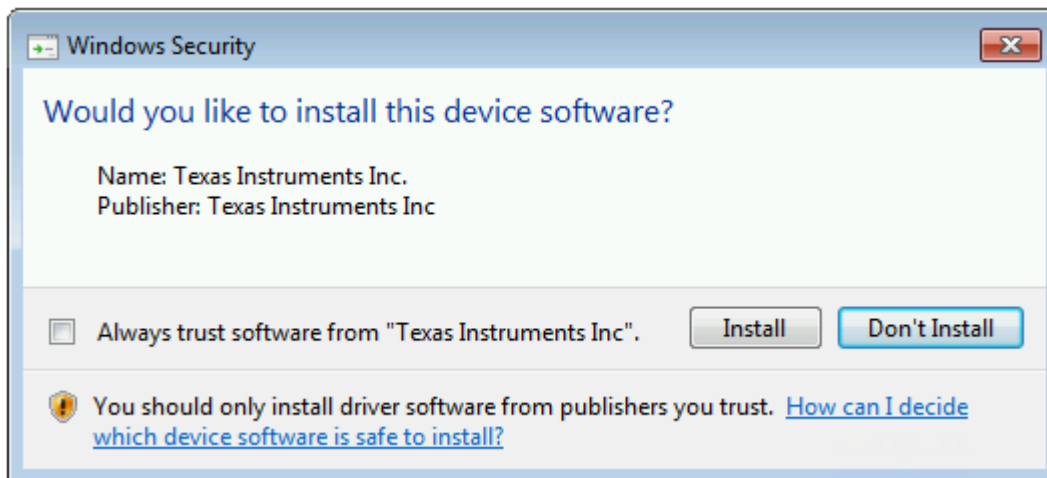 Windows Security
Would you like to install this device software?
Name: Texas Instruments Inc.
Publisher: Texas Instruments Inc
Always trust software from "Texas Instruments Inc".
Install
Don't Install
You should only install driver software from publishers you trust. How can I decide
which device software is safe to install?